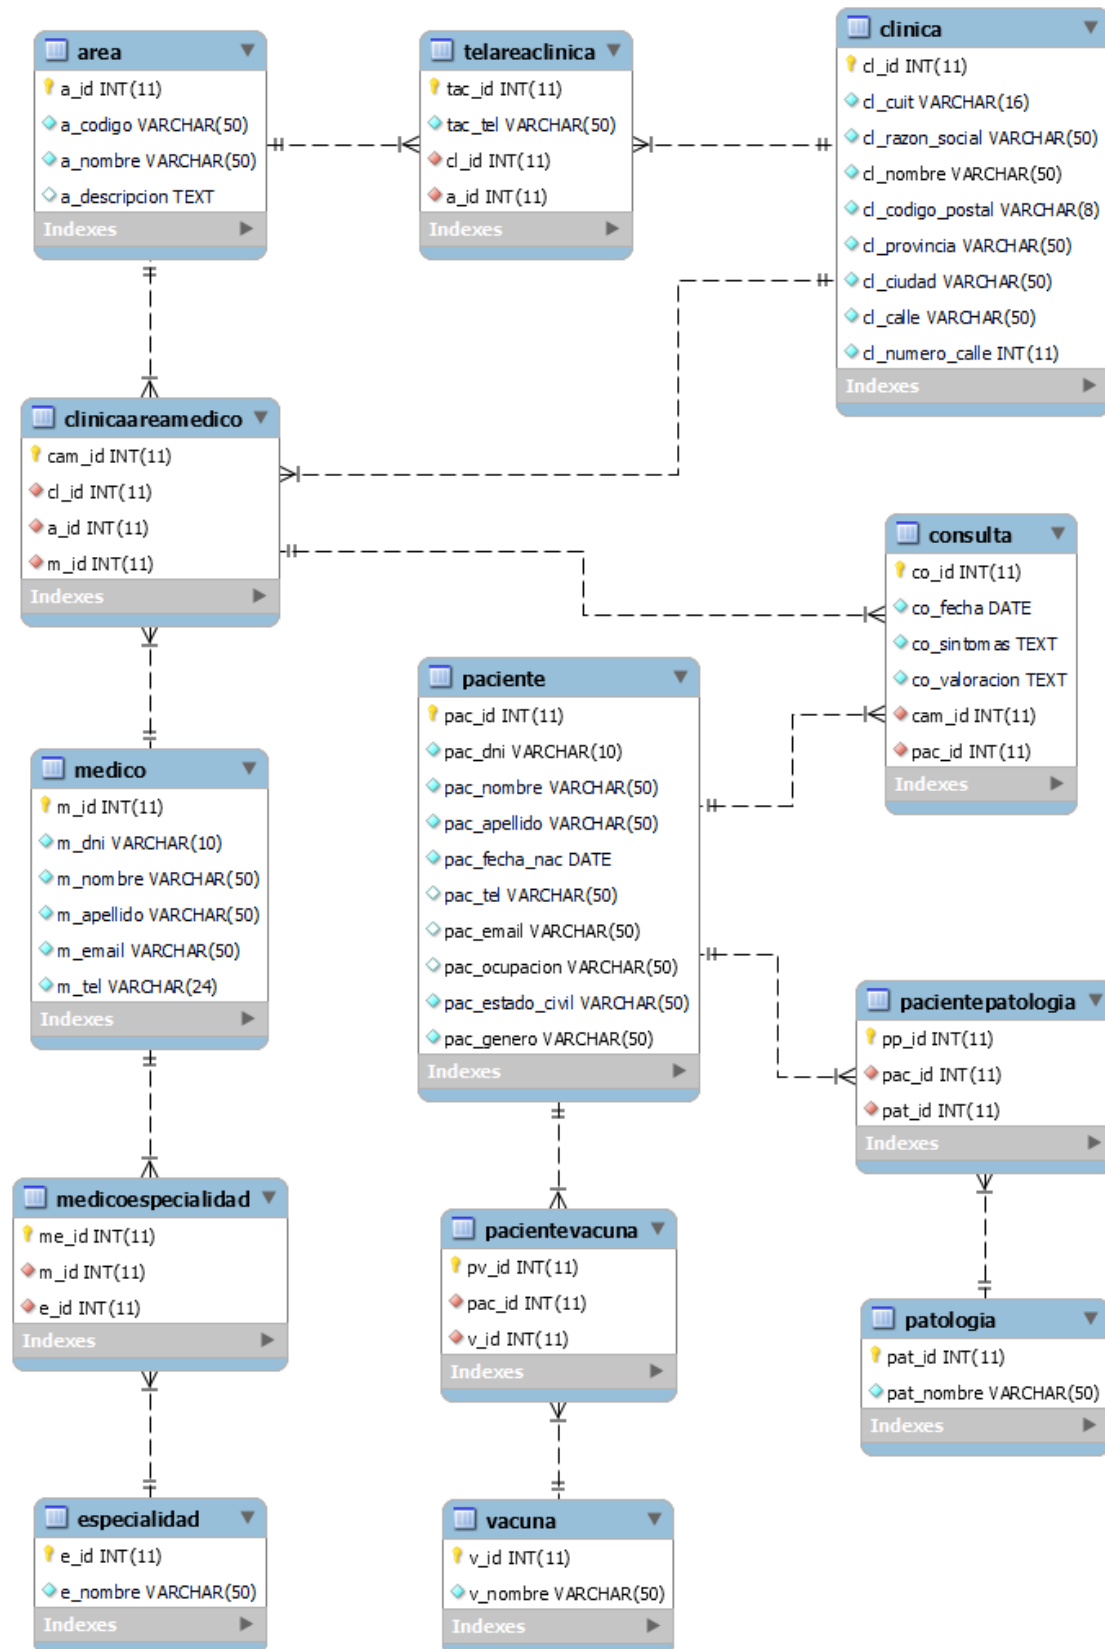 area
a_id INT(11)
a_codigo VARCHAR(50)
a_nombre VARCHAR(50)
a_descripcion TEXT
Indexes
telareaclinica
tac_id INT(11)
tac_tel VARCHAR(50)
cl_id INT(11)
a_id INT(11)
Indexes
clinica
cl_id INT(11)
cl_cuit VARCHAR(16)
cl_razon_social VARCHAR(50)
cl_nombre VARCHAR(50)
cl_codigo_postal VARCHAR(8)
cl_provincia VARCHAR(50)
cl_ciudad VARCHAR(50)
cl_calle VARCHAR(50)
cl_numero_calle INT(11)
Indexes
clinicaareamedico
cam_id INT(11)
cl_id INT(11)
a_id INT(11)
m_id INT(11)
Indexes
consulta
co_id INT(11)
co_fecha DATE
co_sintomas TEXT
co_valoracion TEXT
cam_id INT(11)
pac_id INT(11)
Indexes
paciente
pac_id INT(11)
pac_dni VARCHAR(10)
pac_nombre VARCHAR(50)
pac_apellido VARCHAR(50)
pac_fecha_nac DATE
pac_tel VARCHAR(50)
pac_email VARCHAR(50)
pac_ocupacion VARCHAR(50)
pac_estado_civil VARCHAR(50)
pac_genero VARCHAR(50)
Indexes
medico
m_id INT(11)
m_dni VARCHAR(10)
m_nombre VARCHAR(50)
m_apellido VARCHAR(50)
m_email VARCHAR(50)
m_tel VARCHAR(24)
Indexes
pacientepatologia
pp_id INT(11)
pac_id INT(11)
pat_id INT(11)
Indexes
medicoespecialidad
me_id INT(11)
m_id INT(11)
e_id INT(11)
Indexes
pacientevacuna
pv_id INT(11)
pac_id INT(11)
v_id INT(11)
Indexes
patologia
pat_id INT(11)
pat_nombre VARCHAR(50)
Indexes
especialidad
e_id INT(11)
e_nombre VARCHAR(50)
Indexes
vacuna
v_id INT(11)
v_nombre VARCHAR(50)
Indexes